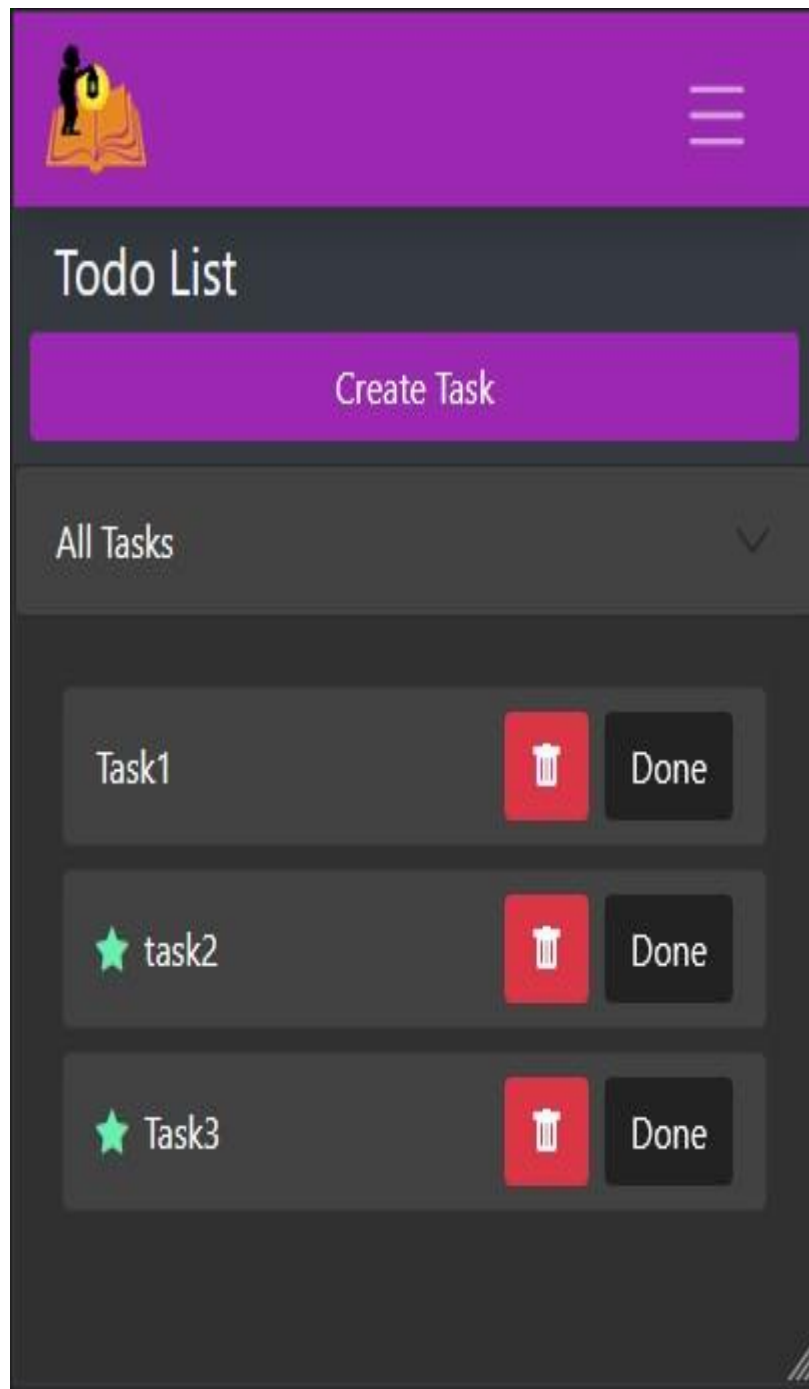 Todo List
Create Task
All Tasks
Task1 Done
task2 Done
Task3 Done